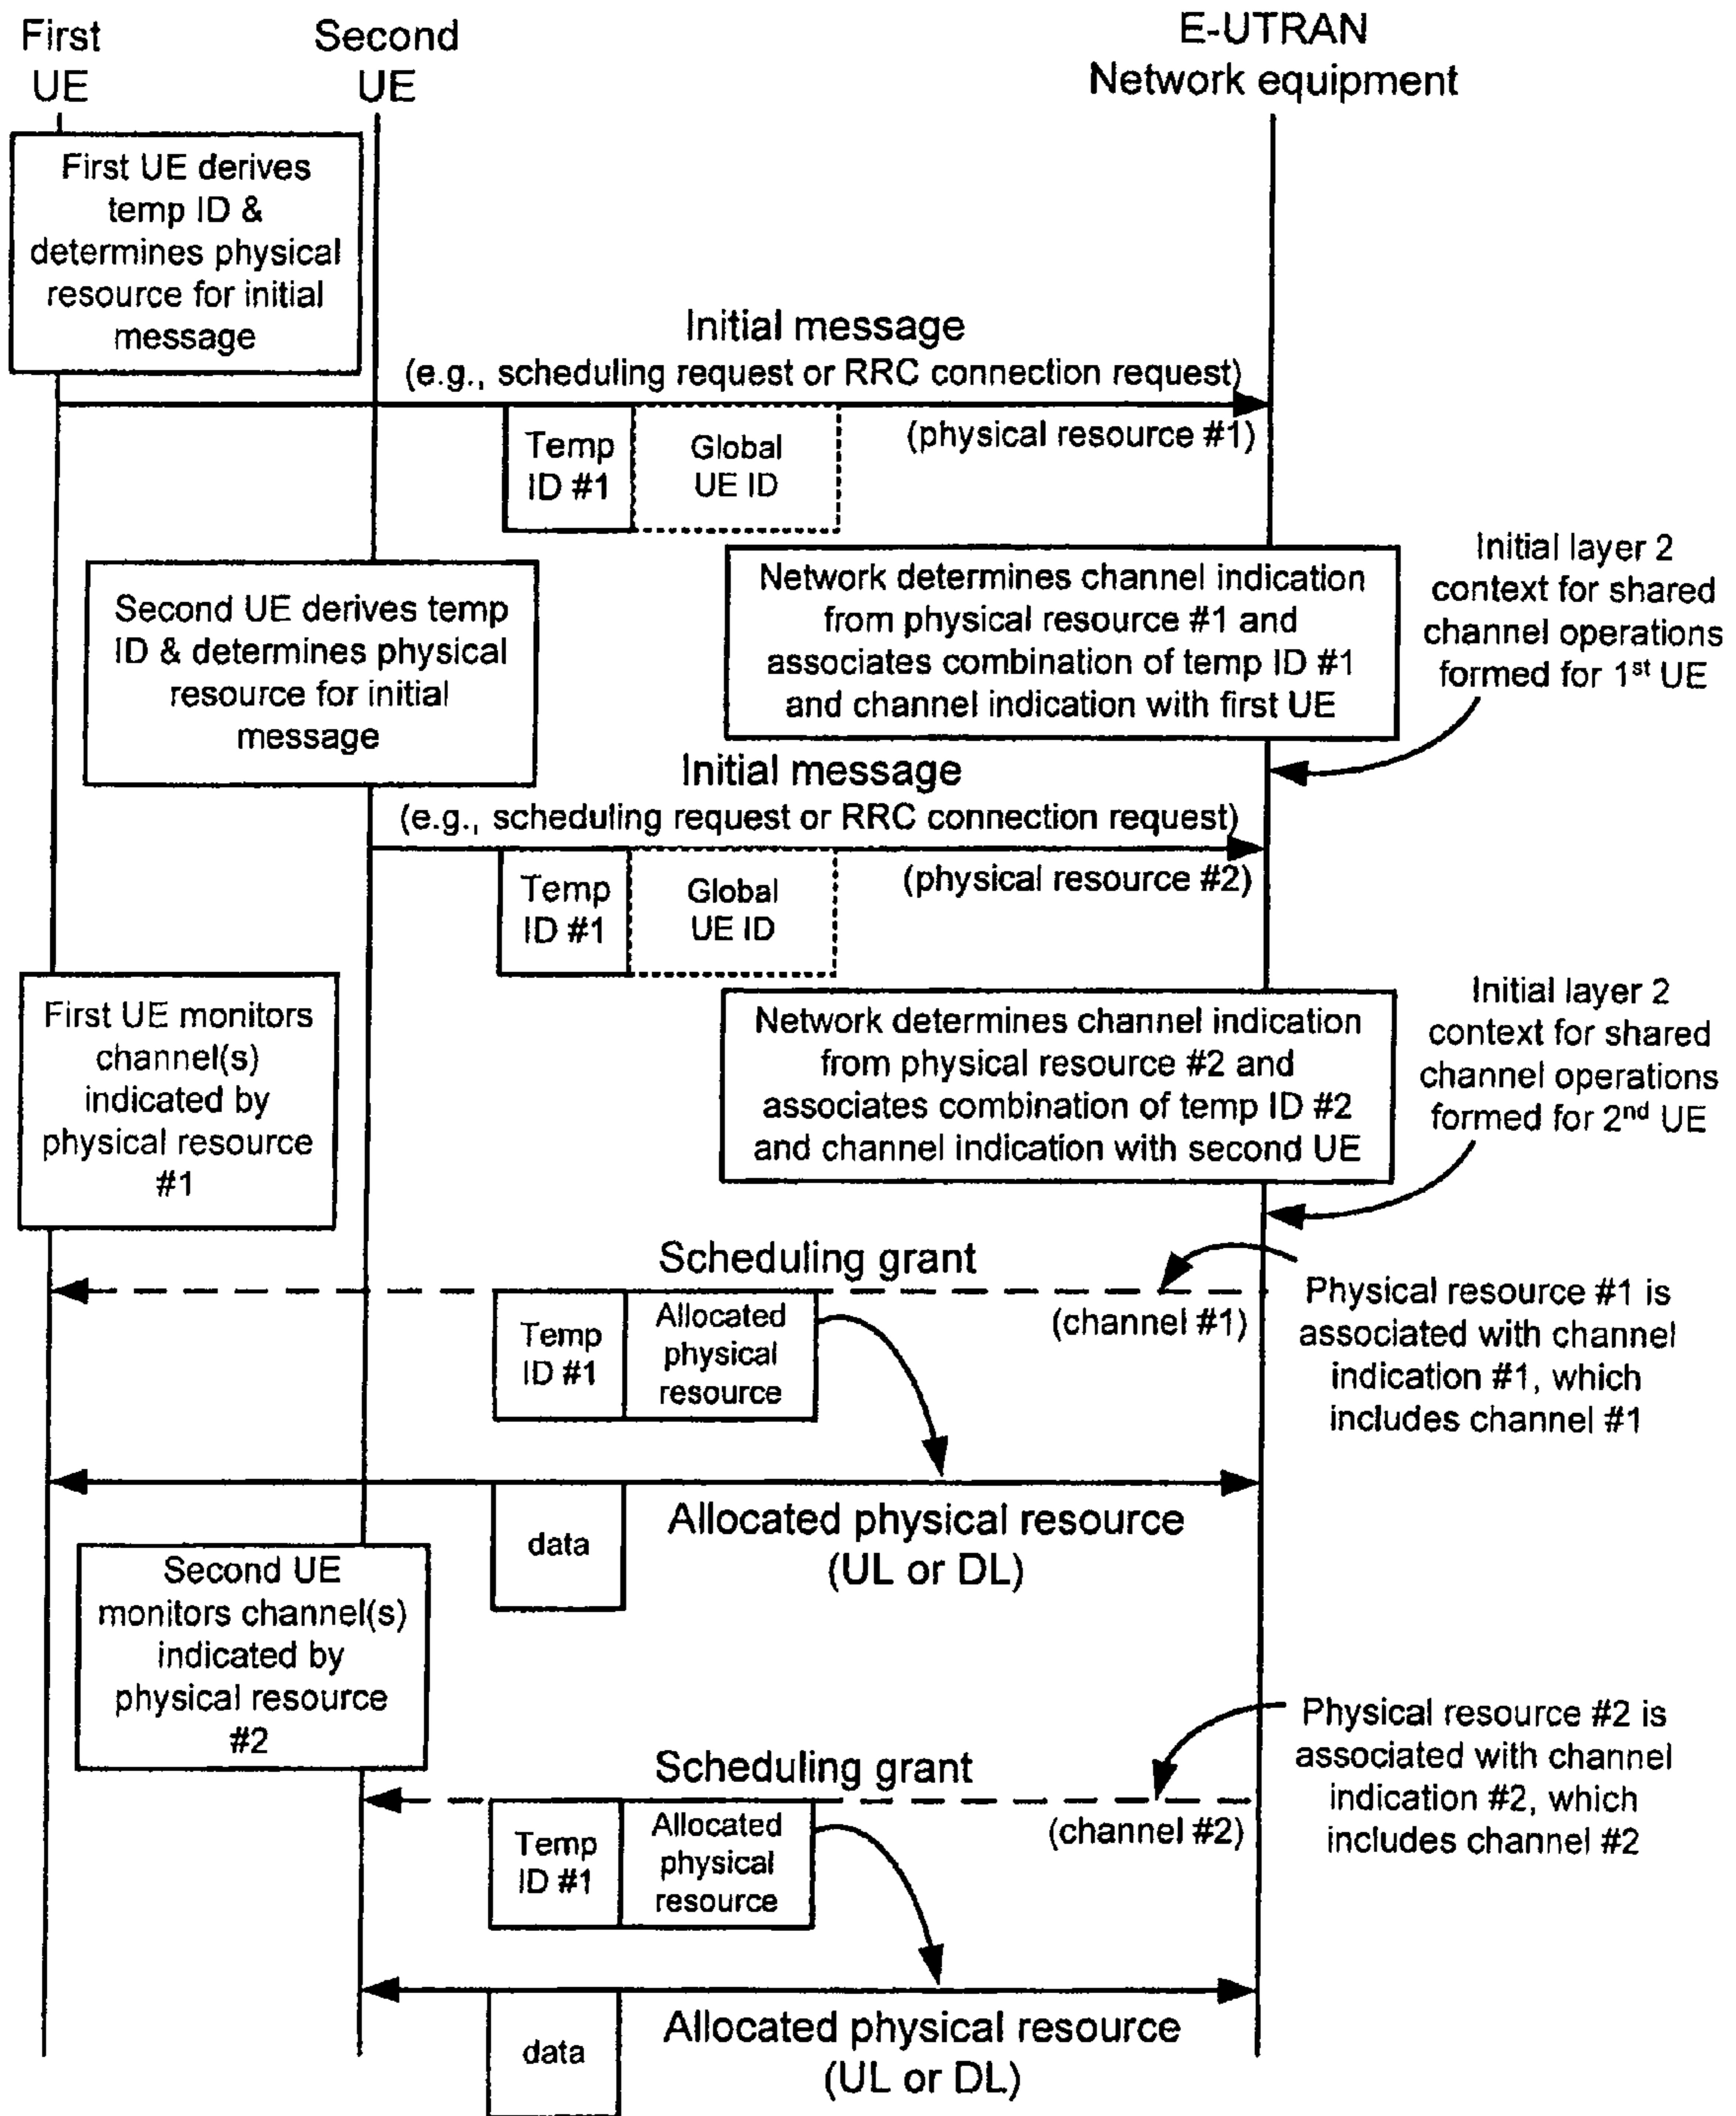 First
UE
Second
UE
E-UTRAN
Network equipment
First UE derives
temp ID &
determines physical
resource for initial
message
Initial message
(e.g., scheduling request or RRC connection request)
(physical resource #1)
Temp
ID #1
Global
UE ID
Second UE derives temp
ID & determines physical
resource for initial
message
Network determines channel indication
from physical resource #1 and
associates combination of temp ID #1
and channel indication with first UE
Initial layer 2
context for shared
channel operations
formed for 1st UE
Initial message
(e.g., scheduling request or RRC connection request)
(physical resource #2)
Temp
ID #1
Global
UE ID
First UE monitors
channel(s)
indicated by
physical resource
#1
Network determines channel indication
from physical resource #2 and
associates combination of temp ID #2
and channel indication with second UE
Initial layer 2
context for shared
channel operations
formed for 2nd UE
Scheduling grant
(channel #1)
Temp
ID #1
Allocated
physical
resource
Physical resource #1 is
associated with channel
indication #1, which
includes channel #1
data
Allocated physical resource
(UL or DL)
Second UE
monitors channel(s)
indicated by
physical resource
#2
Scheduling grant
(channel #2)
Temp
ID #1
Allocated
physical
resource
Physical resource #2 is
associated with channel
indication #2, which
includes channel #2
data
Allocated physical resource
(UL or DL)